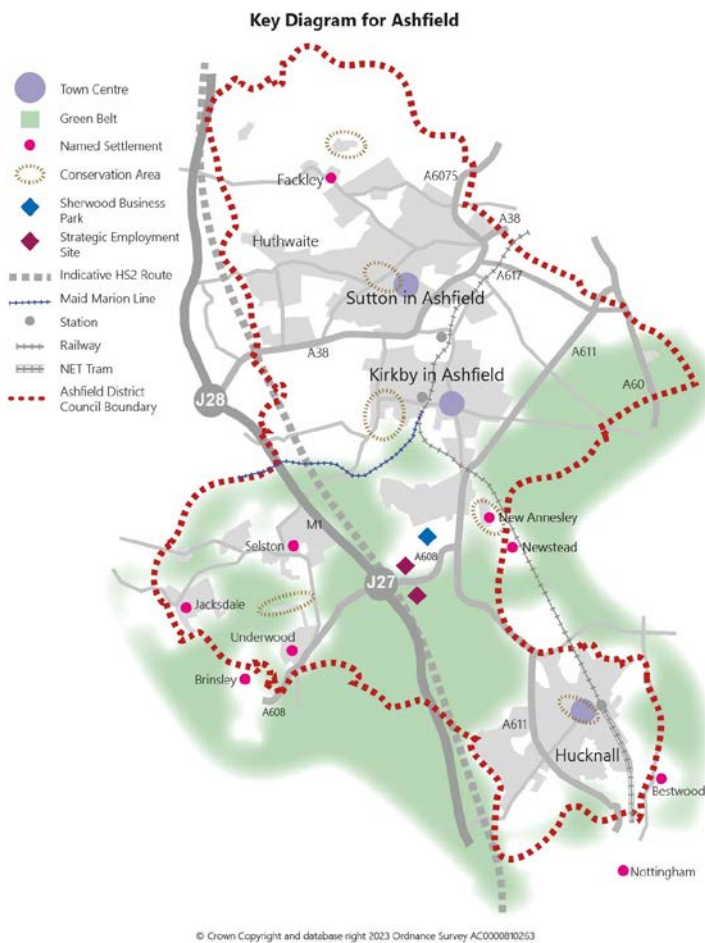 Key Diagram for Ashfield
Town Centre
Green Belt
Named Settlement
Conservation Area
Sherwood Business
Park
Strategic Employment
Site
Indicative HS2 Route
Maid Marion Line
Station
Railway
NET Tram
Ashfield District
Council Boundary
Fackley
A6075
A38
Huthwaite
A617
Sutton in Ashfield
A38
A611
Kirkby in Ashfield
A60
J28
M1
New Annesley
Selston
Newstead
A608
J27
Jacksdale
Underwood
Brinsley
A608
A611
Hucknall
Bestwood
Nottingham
© Crown Copyright and database right 2023 Ordnance Survey AC0000810263